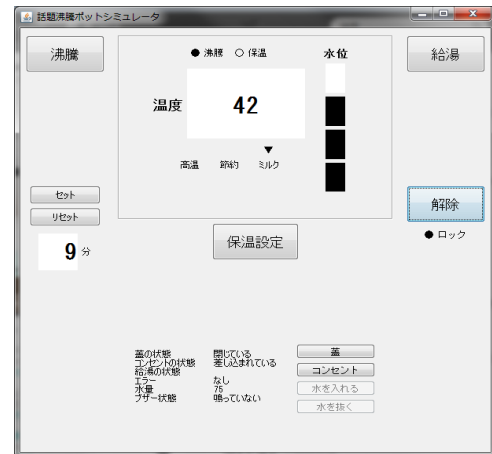 話題沸騰ポットシミュレータ
沸騰
● 沸騰 ○ 保温
水位
給湯
温度
42
▼
高温 節約 ミルク
セット
リセット
解除
● ロック
9 分
保温設定
蓋の状態 閉じている
コンセントの状態 差し込まれている
給湯の状態
エラー なし
水量 75
ブザー状態 鳴っていない
蓋
コンセント
水を入れる
水を抜く